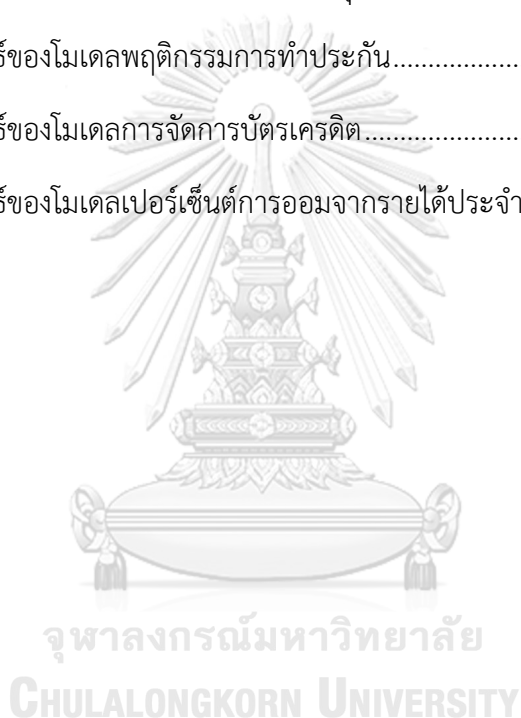 ธ์ของโมเดลพฤติกรรมการทำประกัน..................
ธ์ของโมเดลการจัดการบัตรเครดิต......................
ธ์ของโมเดลเปอร์เซ็นต์การออมจากรายได้ประจำ
จุฬาลงกรณ์มหาวิทยาลัย
CHULALONGKORN UNIVERSITY